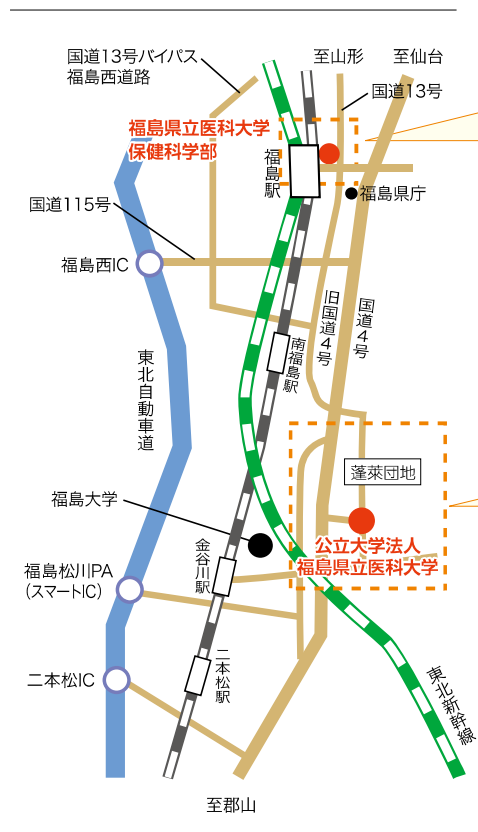 国道13号バイパス
福島西道路
至山形
至仙台
国道13号
福島県立医科大学
保健科学部
福島駅
福島県庁
国道115号
福島西IC
旧国道4号
国道4号
南福島駅
東北自動車道
蓬萊団地
福島大学
金谷川駅
公立大学法人
福島県立医科大学
福島松川PA
（スマートIC）
二本松駅
二本松IC
東北新幹線
至郡山